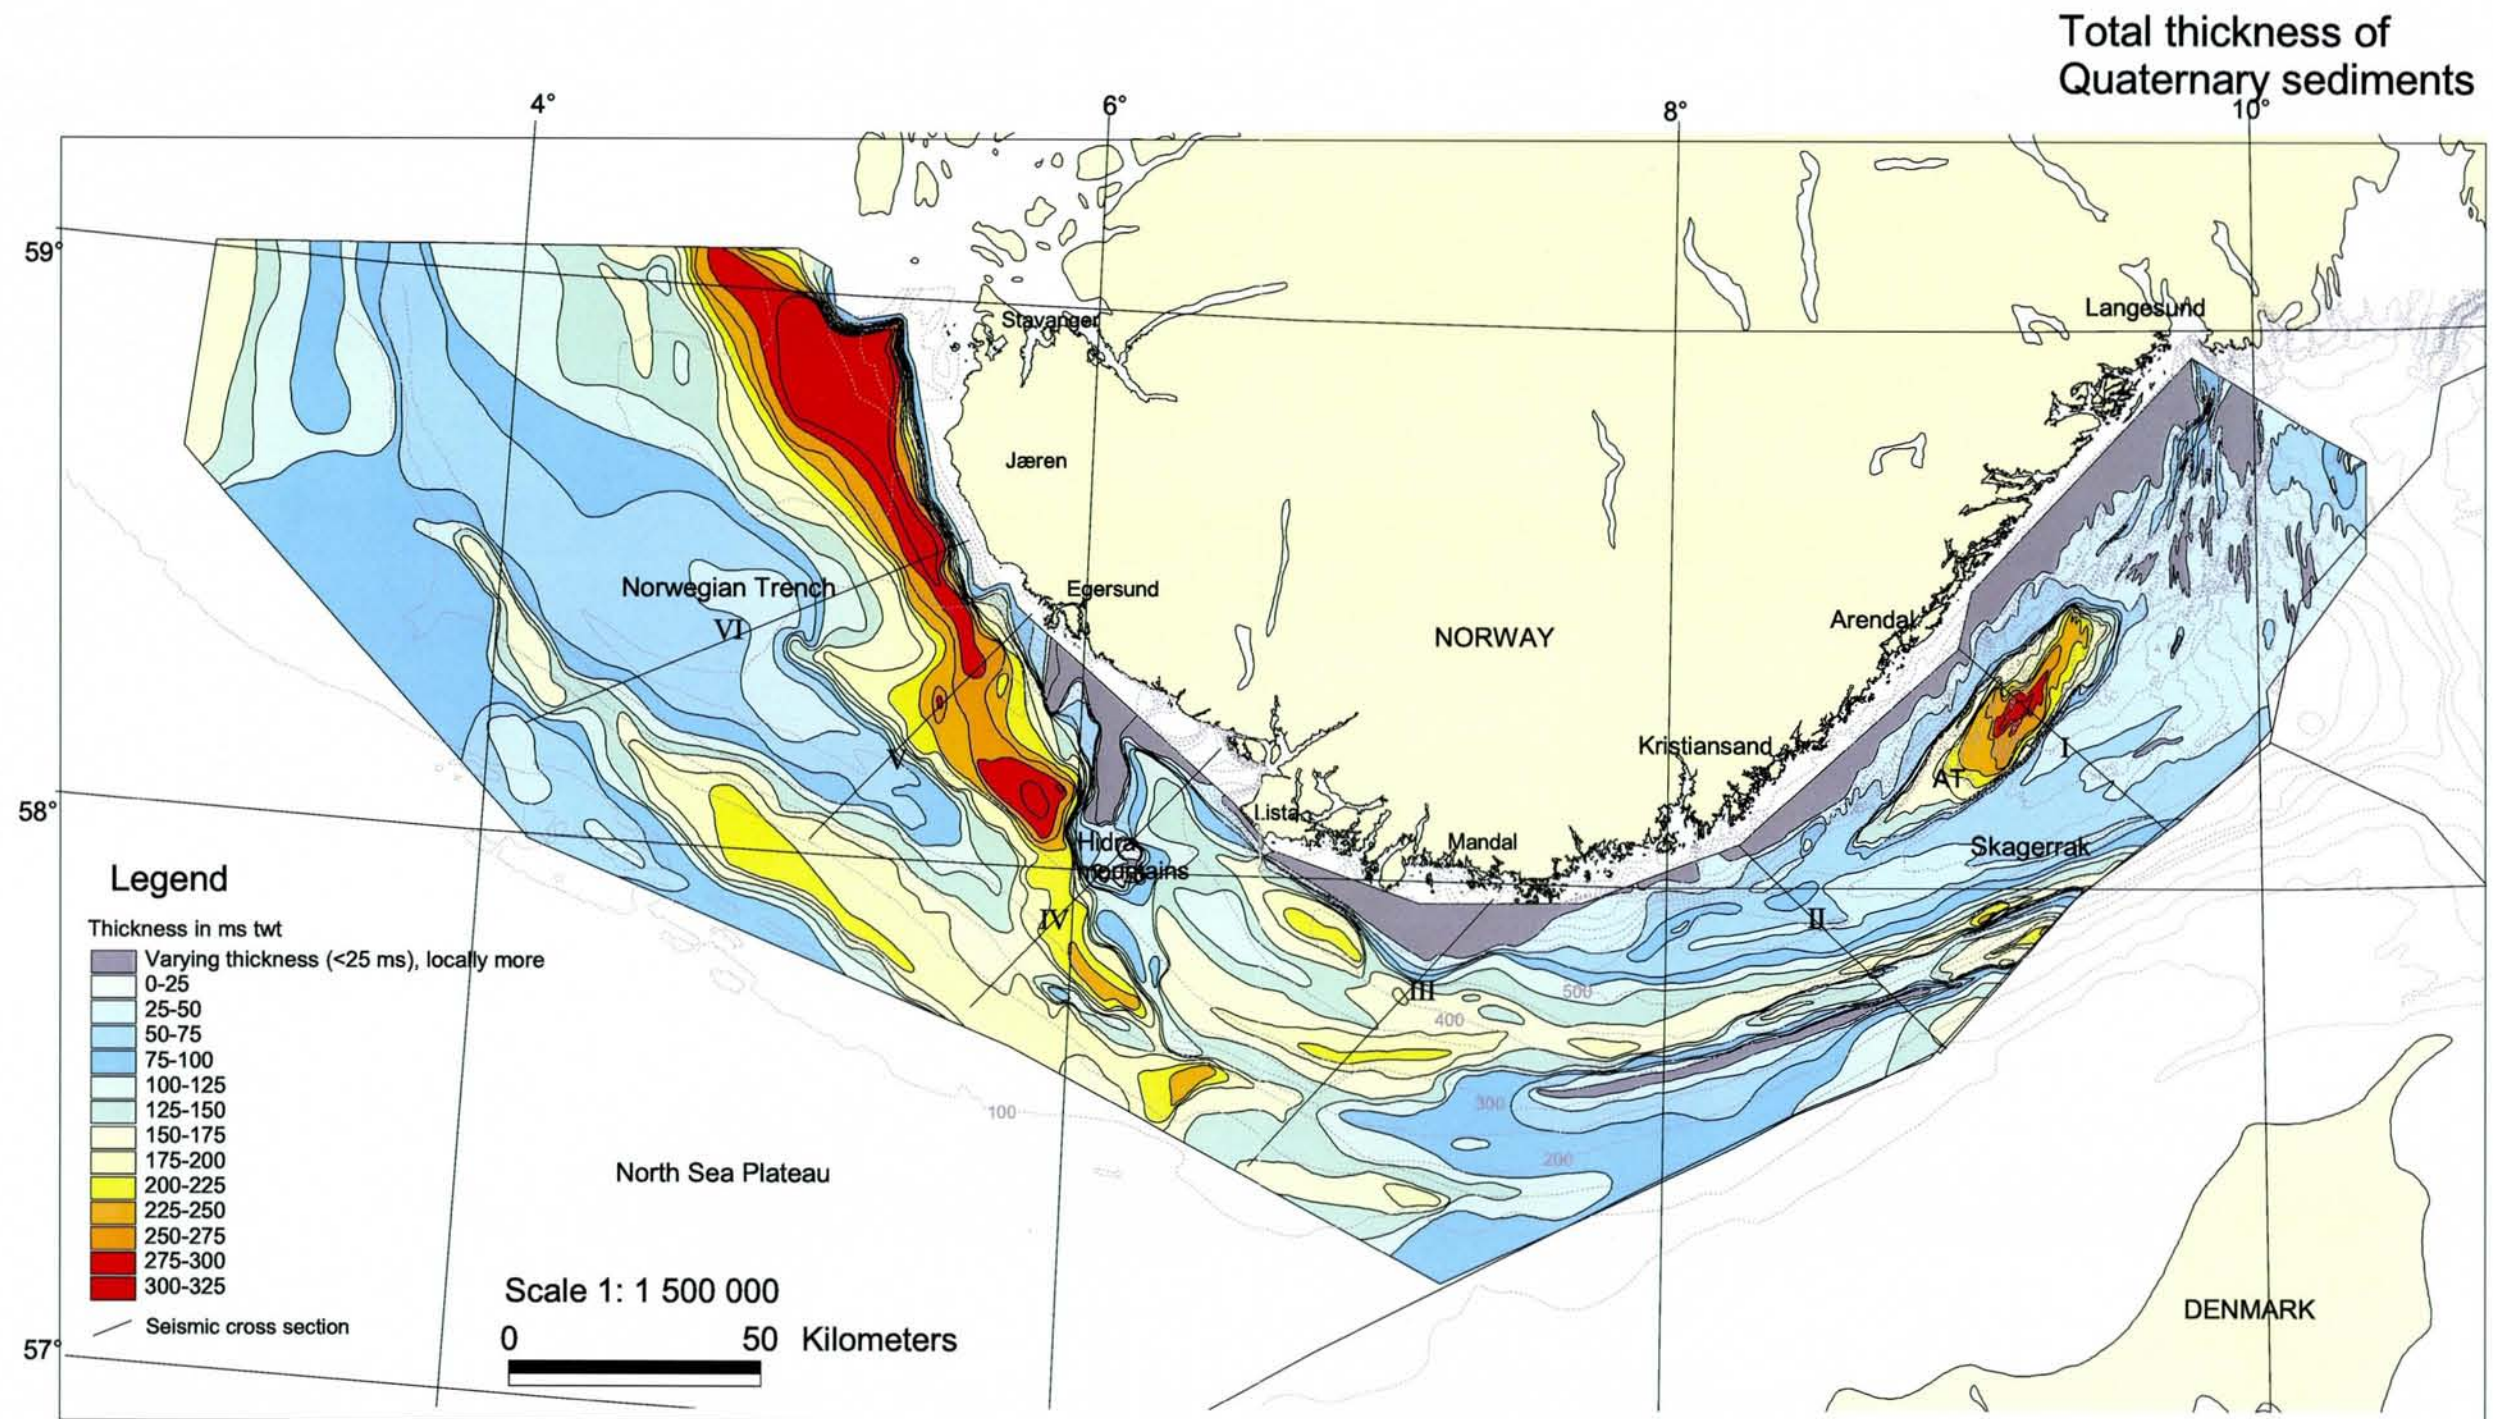 Total thickness of
Quaternary sediments
4°
6°
8°
10°
59°
Langesund
Stavanger
Jæren
Norwegian Trench
Egersund
VI
NORWAY
Arendal
Kristiansand
V
I
AT
58°
Lista
Mandal
Hidra
mountains
Skagerrak
IV
II
III
500
400
300
200
100
North Sea Plateau
DENMARK
Legend
Thickness in ms twt
Varying thickness (<25 ms), locally more
0-25
25-50
50-75
75-100
100-125
125-150
150-175
175-200
200-225
225-250
250-275
275-300
300-325
Seismic cross section
Scale 1: 1 500 000
0 50 Kilometers
57°